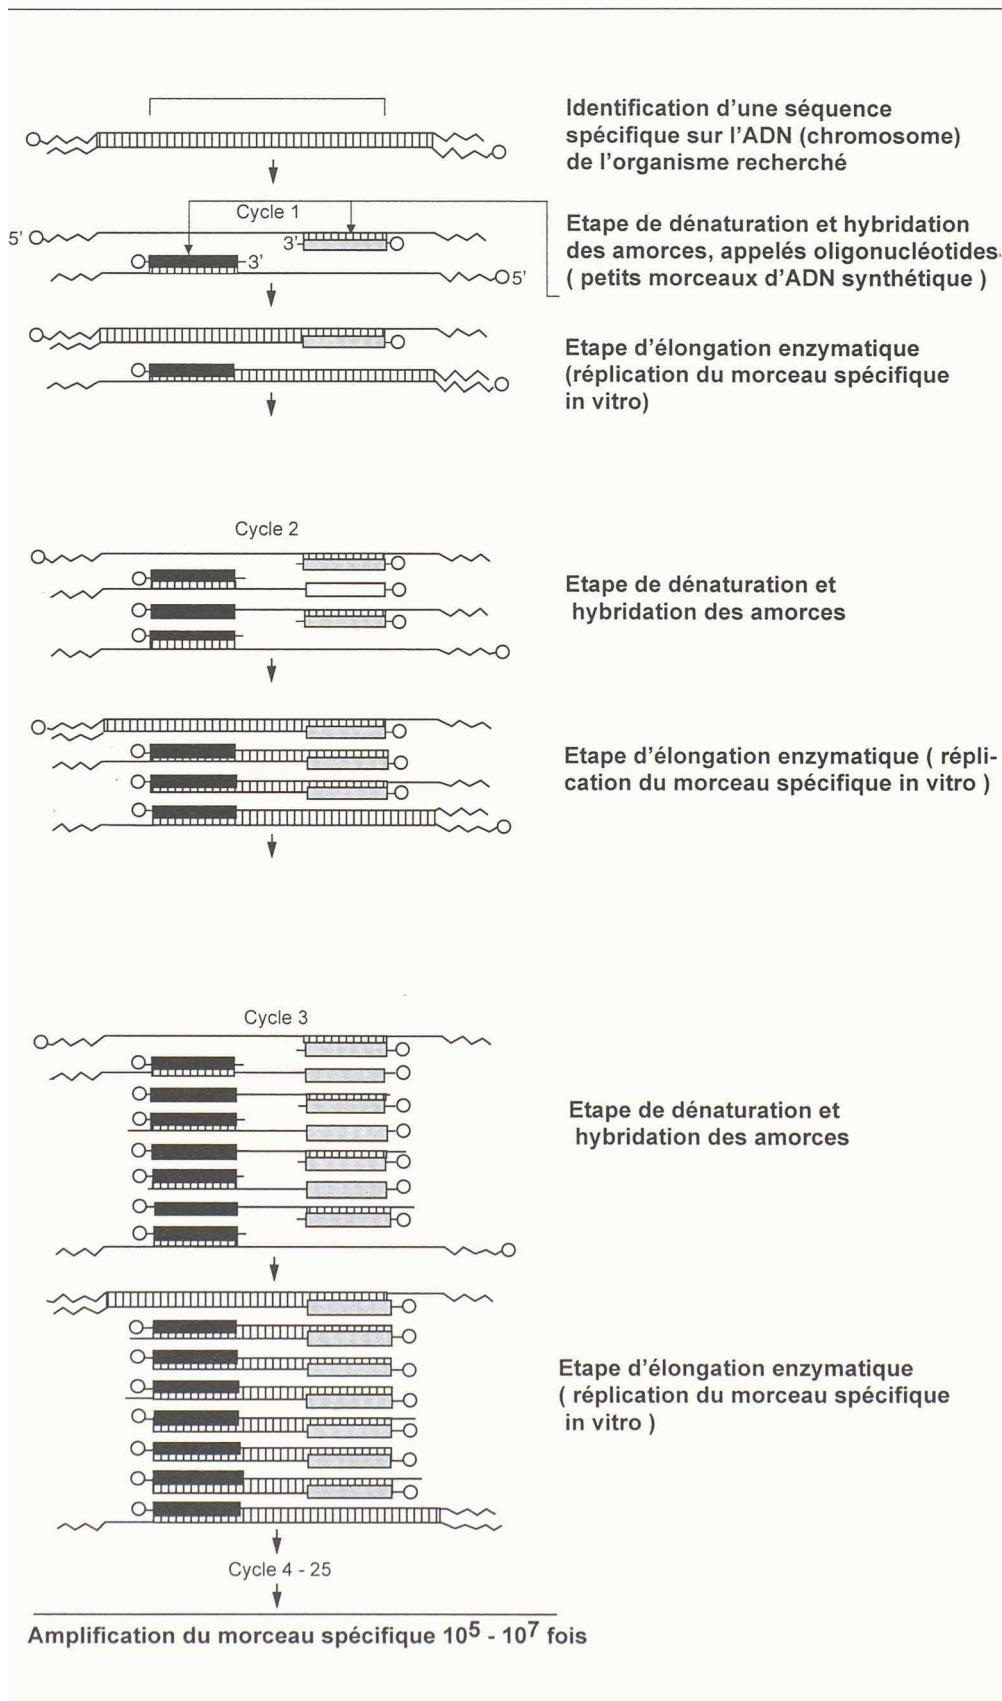 Identification d'une séquence
spécifique sur l'ADN (chromosome)
de l'organisme recherché
Cycle 1
5'
3'
3'
5'
Etape de dénaturation et hybridation
des amorces, appelés oligonucléotides
( petits morceaux d'ADN synthétique )
Etape d'élongation enzymatique
(réplication du morceau spécifique
in vitro)
Cycle 2
Etape de dénaturation et
hybridation des amorces
Etape d'élongation enzymatique ( répli-
cation du morceau spécifique in vitro )
Cycle 3
Etape de dénaturation et
hybridation des amorces
Etape d'élongation enzymatique
( réplication du morceau spécifique
in vitro )
Cycle 4 - 25
Amplification du morceau spécifique 10⁵ - 10⁷ fois